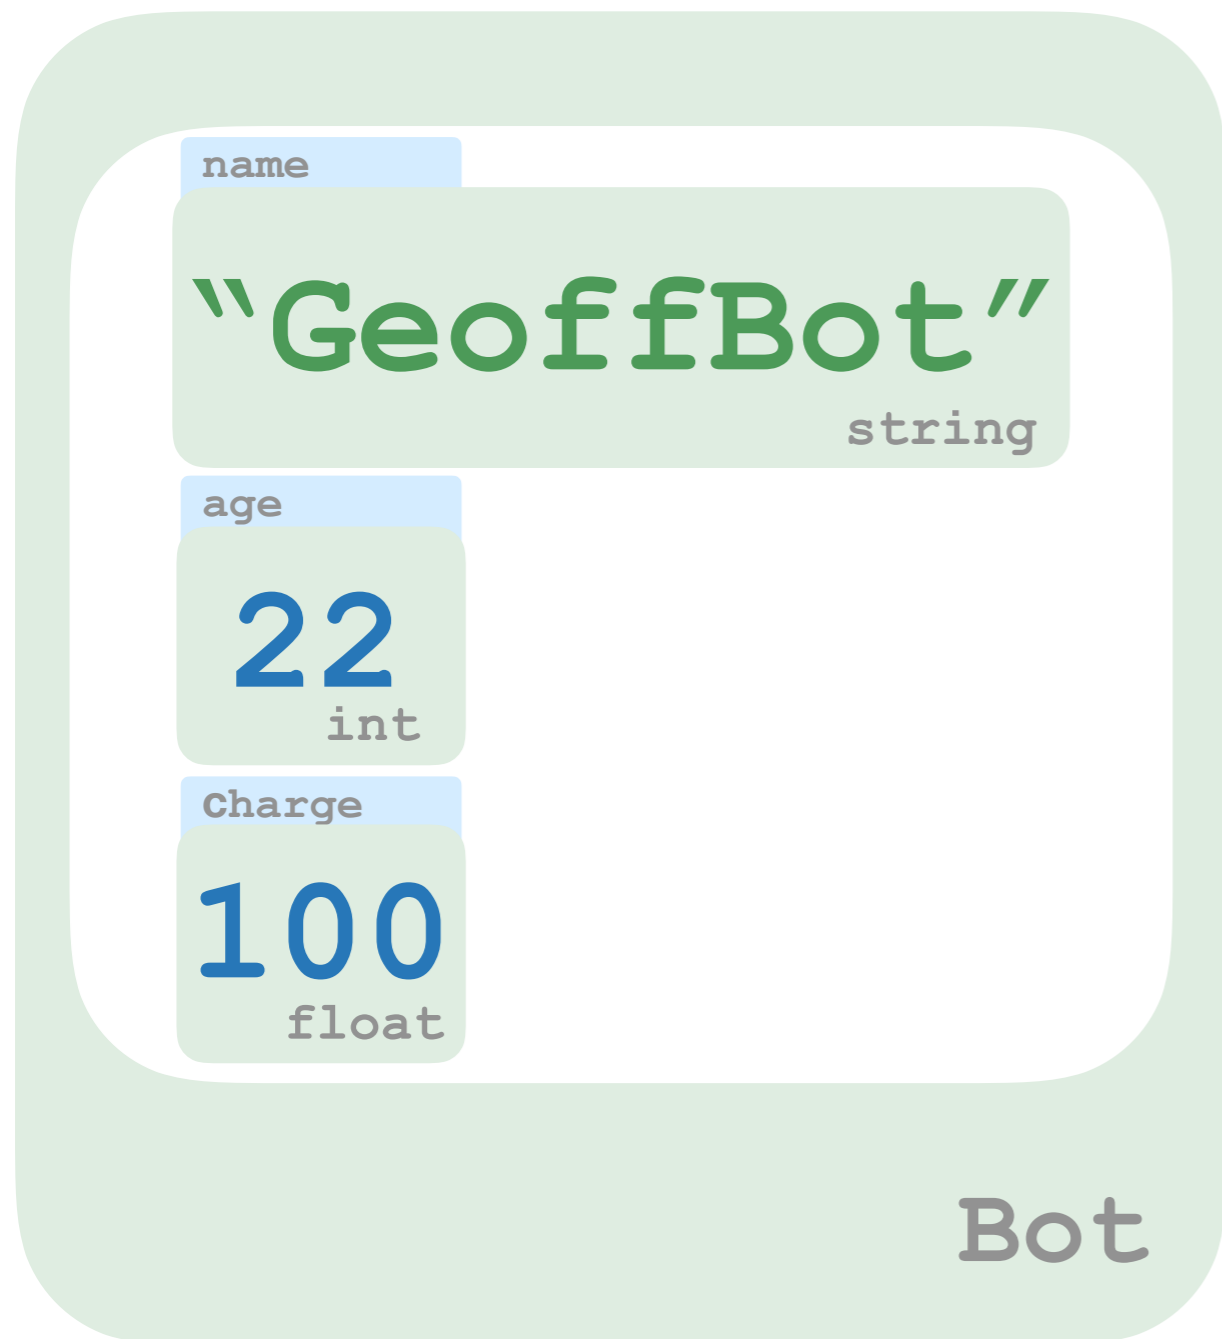 name
“GeoffBot”
string
age
22
int
Charge
100
float
Bot